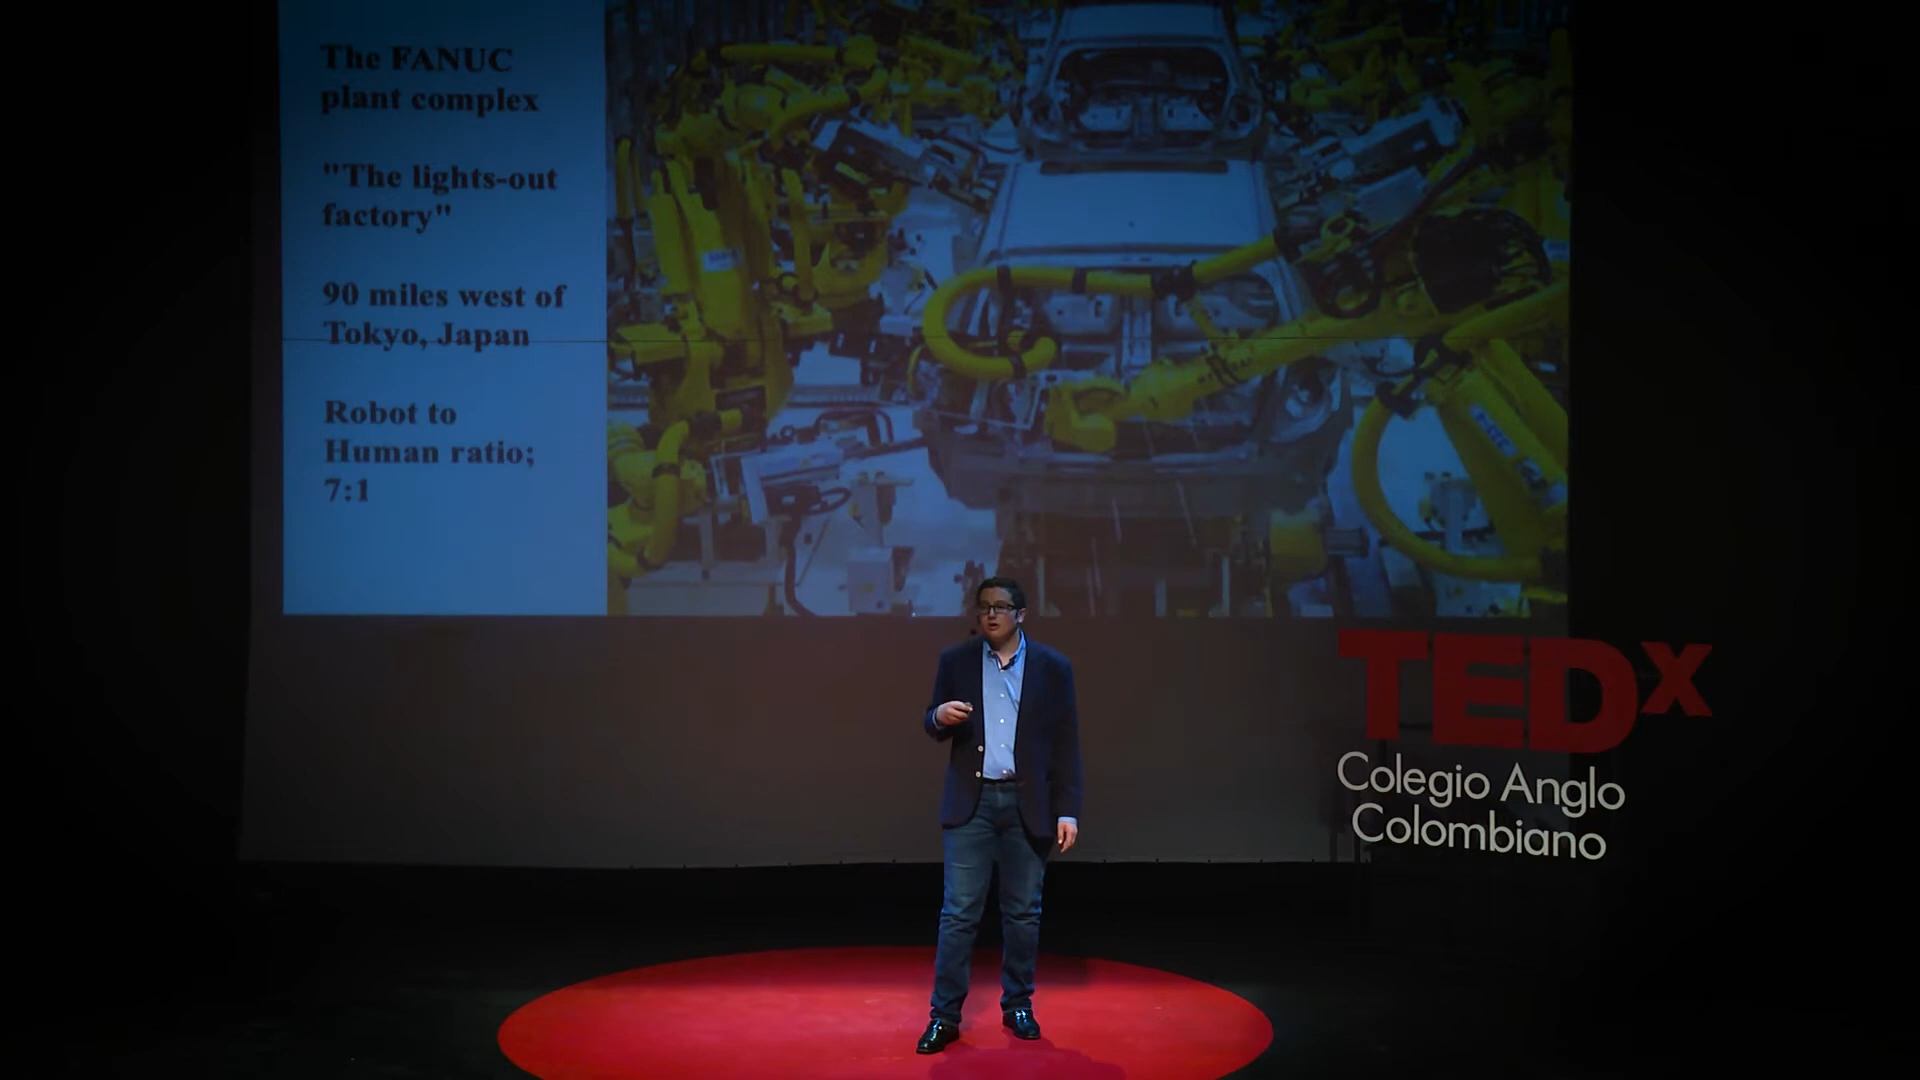 The FANUC
plant complex
"The lights-out
factory"
90 miles west of
Tokyo, Japan
Robot to
Human ratio;
7:1
TEDx
Colegio Anglo
Colombiano